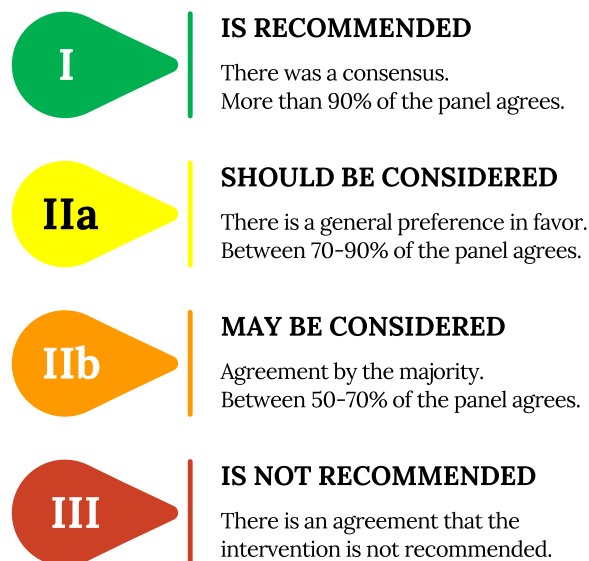 I
IS RECOMMENDED
There was a consensus.
More than 90% of the panel agrees.
IIa
SHOULD BE CONSIDERED
There is a general preference in favor.
Between 70-90% of the panel agrees.
IIb
MAY BE CONSIDERED
Agreement by the majority.
Between 50-70% of the panel agrees.
III
IS NOT RECOMMENDED
There is an agreement that the
intervention is not recommended.